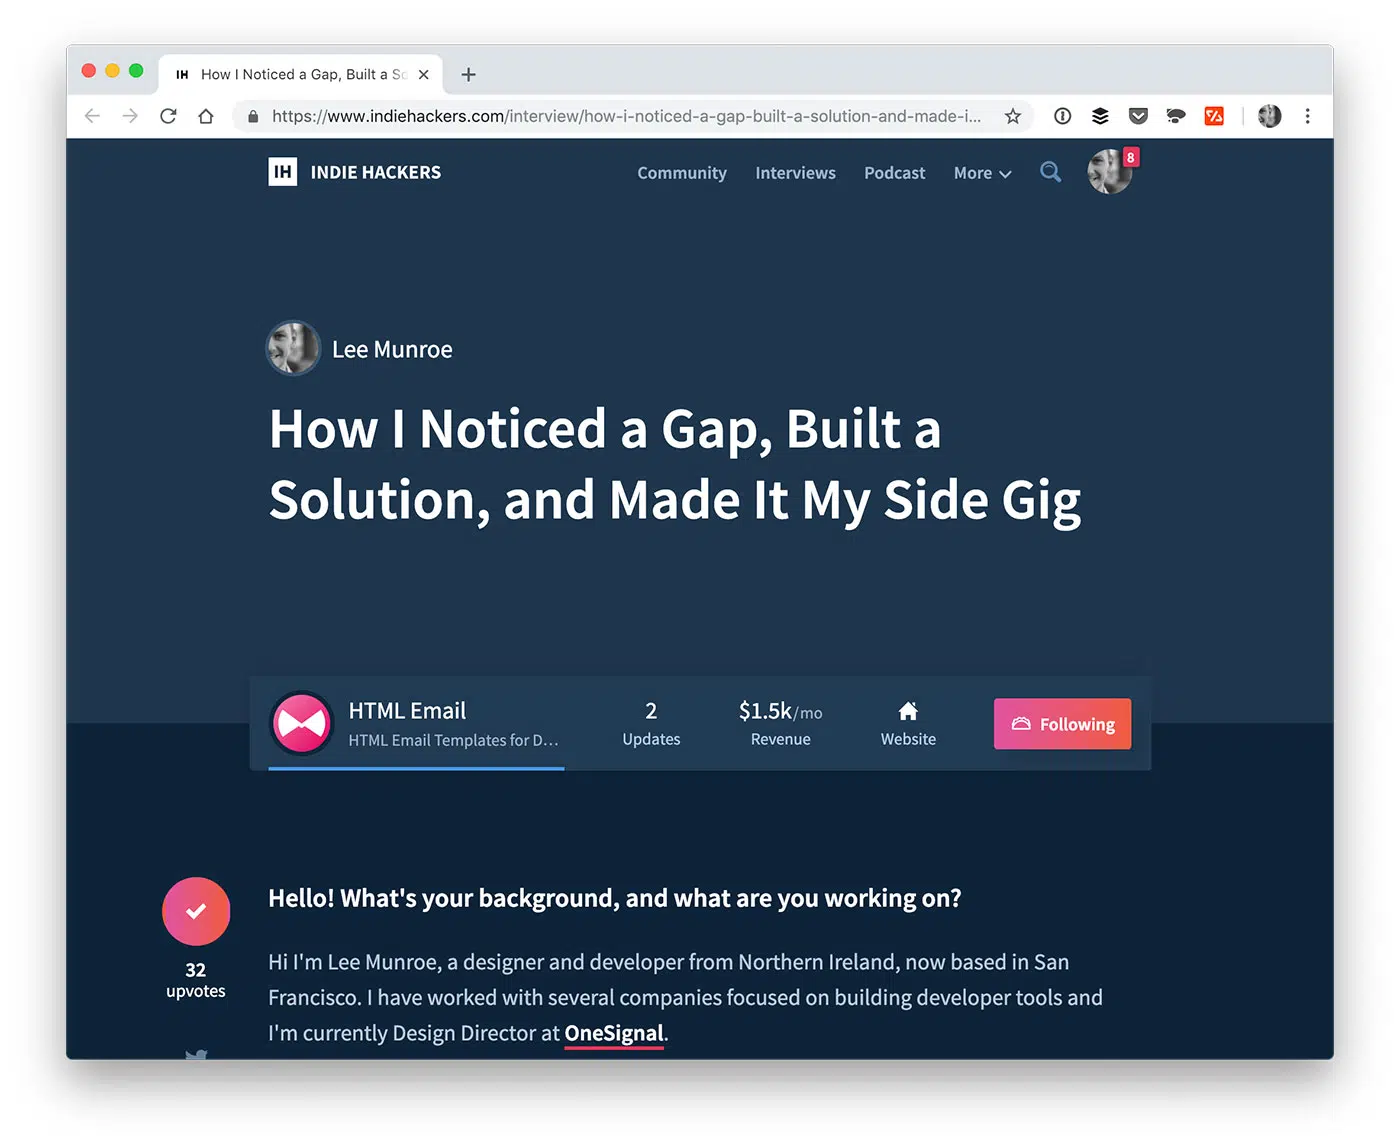 IH How I Noticed a Gap, Built a So
https://www.indiehackers.com/interview/how-i-noticed-a-gap-built-a-solution-and-made-i...
IH INDIE HACKERS
Community Interviews Podcast More
8
Lee Munroe
How I Noticed a Gap, Built a
Solution, and Made It My Side Gig
HTML Email
HTML Email Templates for D...
2
Updates
$1.5k/mo
Revenue
Website
Following
32
upvotes
Hello! What's your background, and what are you working on?
Hi I'm Lee Munroe, a designer and developer from Northern Ireland, now based in San
Francisco. I have worked with several companies focused on building developer tools and
I'm currently Design Director at OneSignal.